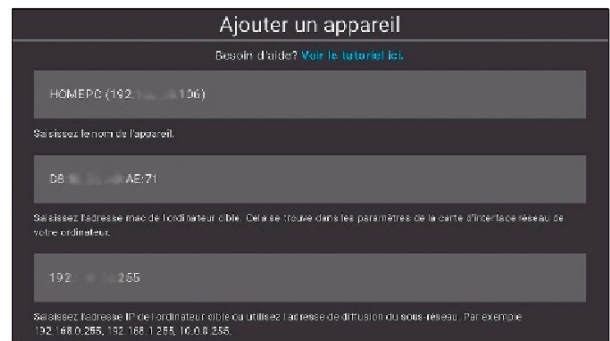 Ajouter un appareil
Besoin d'aide? Voir le tutoriel ici.
HOMEPC (192. .106)
Saisissez le nom de l'appareil.
D8 AE:71
Saisissez l'adresse mac de l'ordinateur cible. Cela se trouve dans les paramètres de la carte d'interface réseau de
votre ordinateur.
192 .255
Saisissez l'adresse IP de l'ordinateur cible ou utilisez l'adresse de diffusion du sous-réseau. Par exemple
192.168.0.255, 192.168.1.255, 10.0.0.255.